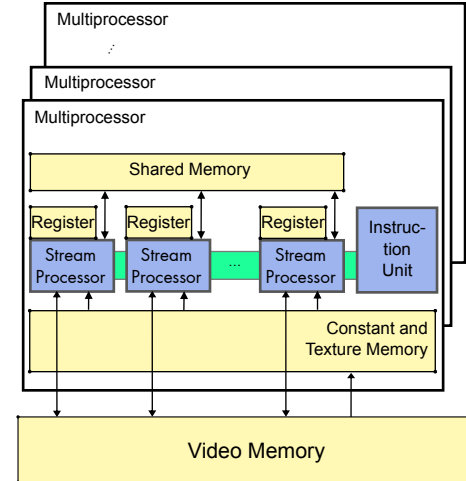 Multiprocessor
...
Multiprocessor
Multiprocessor
Shared Memory
Register
Register
Register
Stream
Processor
Stream
Processor
...
Stream
Processor
Instruc-
tion
Unit
Constant and
Texture Memory
Video Memory